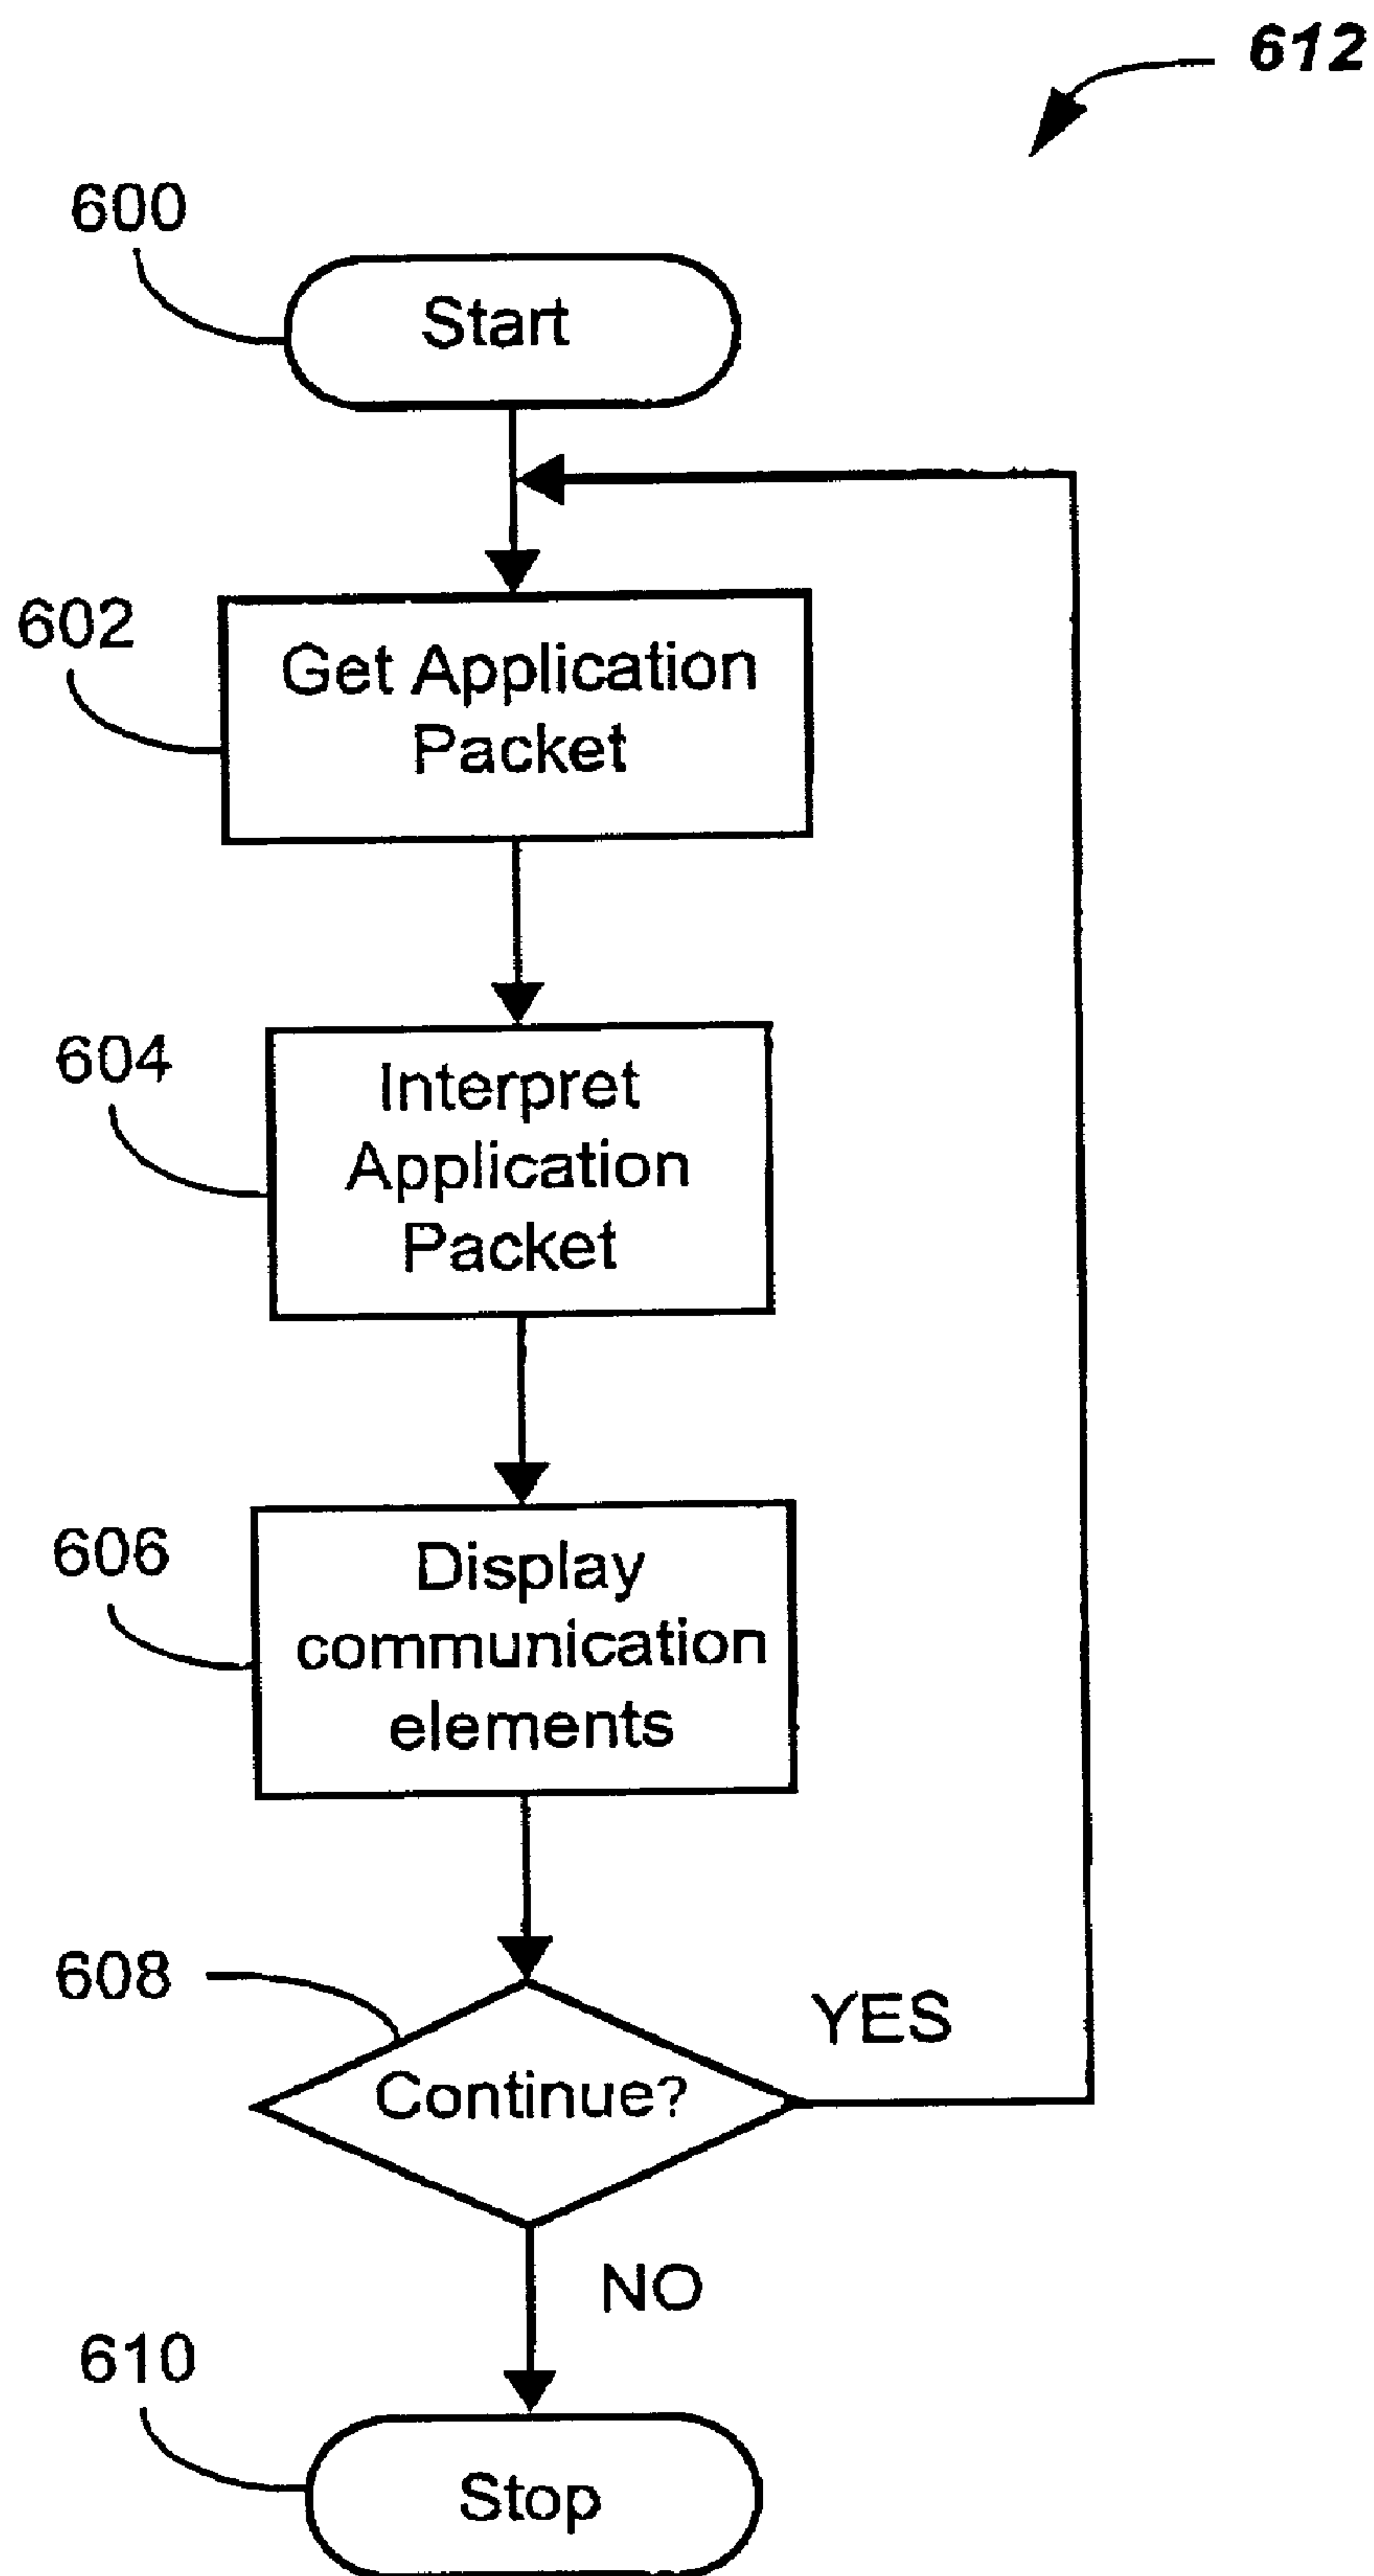 612
600
Start
602
Get Application
Packet
604
Interpret
Application
Packet
606
Display
communication
elements
608
Continue?
YES
NO
610
Stop